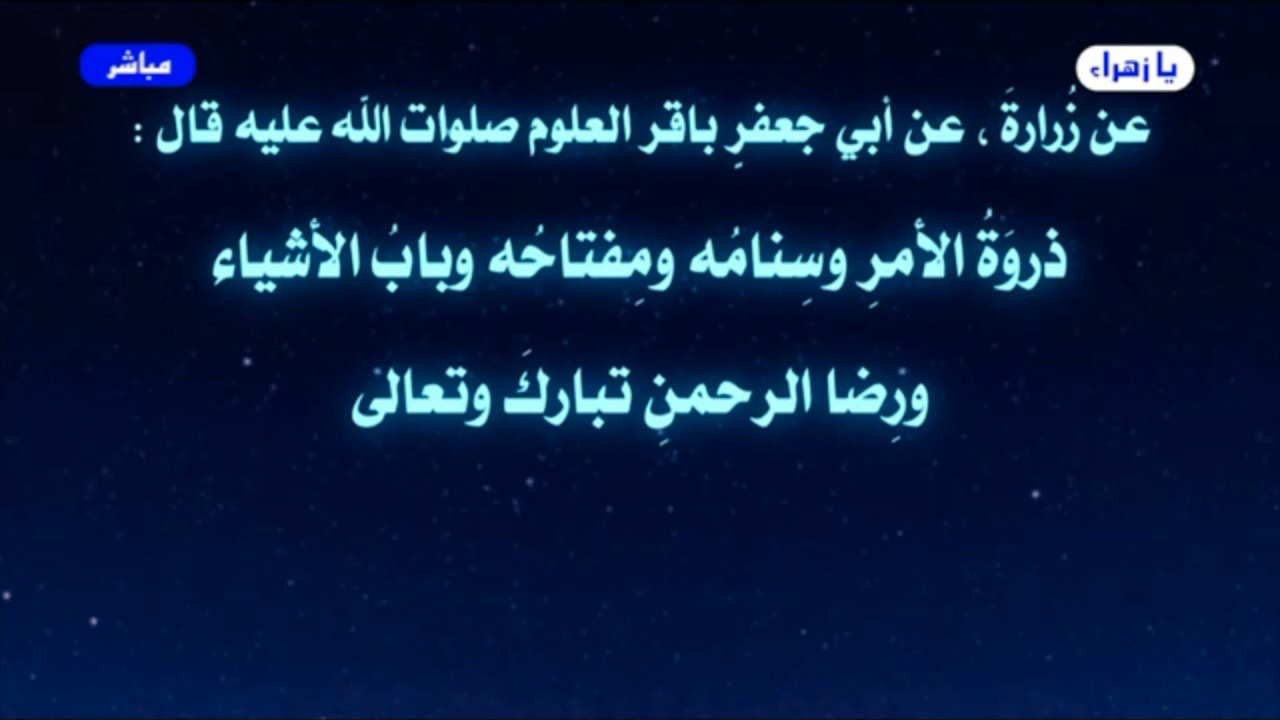 يا زهراء
مباشر
عن زُرارةَ ، عن أبي جعفرِ باقر العلوم صلوات الله عليه قال :
ذروَةُ الأمرِ وسِنامُه ومِفتاحُه وبابُ الأشياء
ورِضا الرحمنِ تباركَ وتعالى